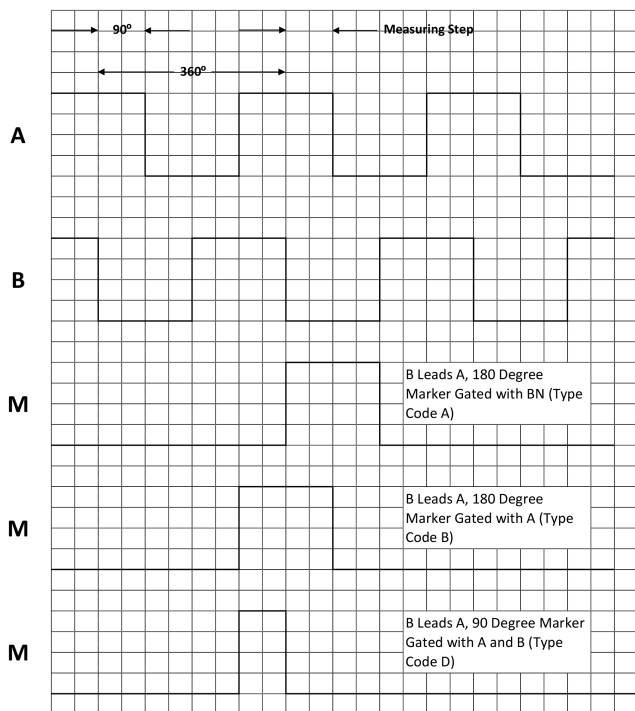 90º
Measuring Step
360º
A
B
M
B Leads A, 180 Degree
Marker Gated with BN (Type
Code A)
M
B Leads A, 180 Degree
Marker Gated with A (Type
Code B)
M
B Leads A, 90 Degree Marker
Gated with A and B (Type
Code D)